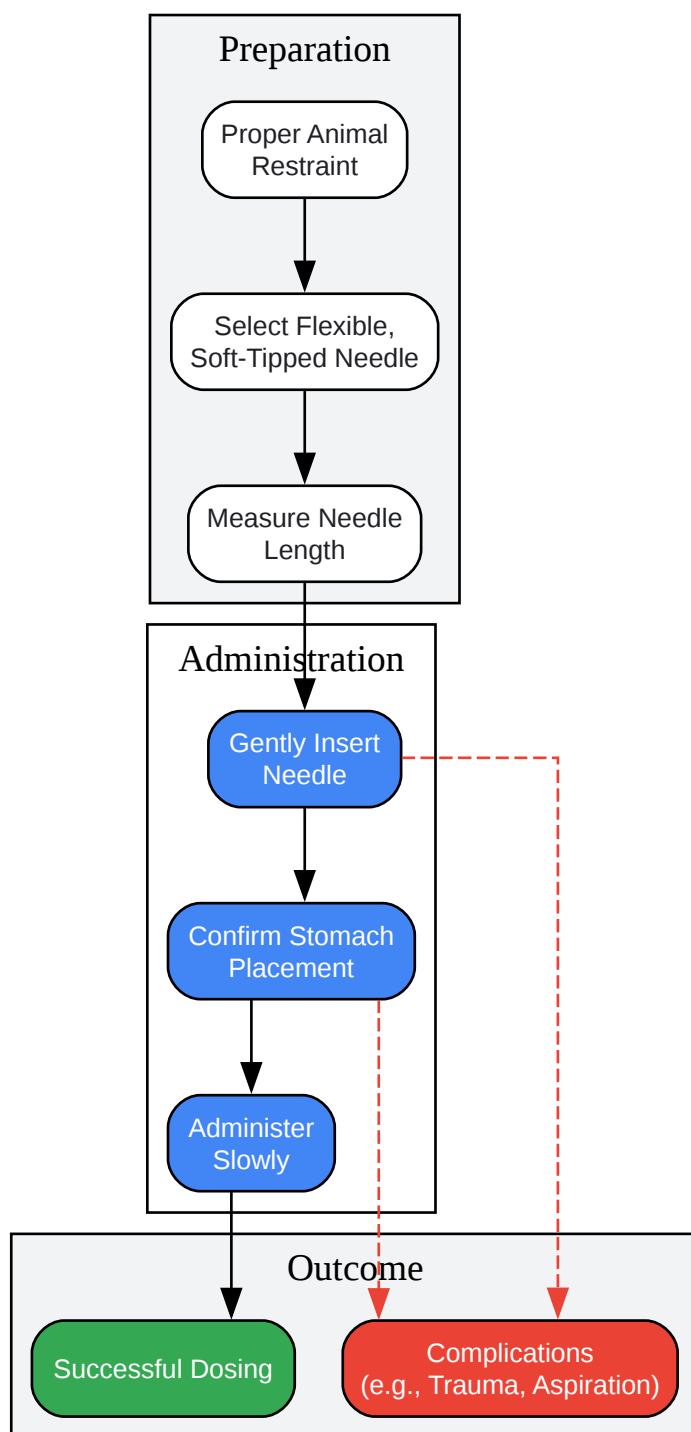 Preparation
Proper Animal
Restraint
Select Flexible,
Soft-Tipped Needle
Measure Needle
Length
Administration
Gently Insert
Needle
Confirm Stomach
Placement
Administer
Slowly
Outcome
Successful Dosing
Complications
(e.g., Trauma, Aspiration)